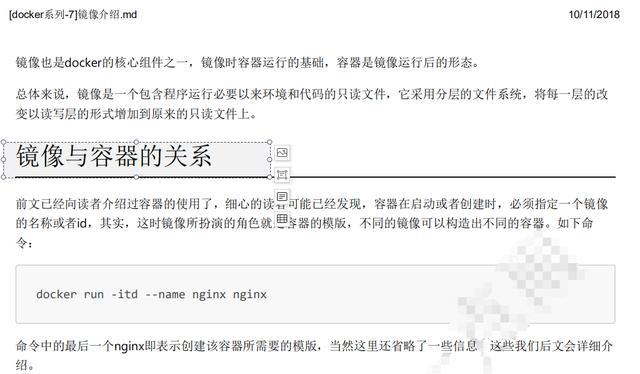 [docker系列-7]镜像介绍.md 10/11/2018
镜像也是docker的核心组件之一，镜像时容器运行的基础，容器是镜像运行后的形态。
总体来说，镜像是一个包含程序运行必要以来环境和代码的只读文件，它采用分层的文件系统，将每一层的改
变以读写层的形式增加到原来的只读文件上。
镜像与容器的关系
前文已经向读者介绍过容器的使用了，细心的读者可能已经发现，容器在启动或者创建时，必须指定一个镜像
的名称或者id，其实，这时镜像所扮演的角色就是容器的模版，不同的镜像可以构造出不同的容器。如下命
令：
docker run -itd --name nginx nginx
命令中的最后一个nginx即表示创建该容器所需要的模版，当然这里还省略了一些信息 这些我们后文会详细介
绍。